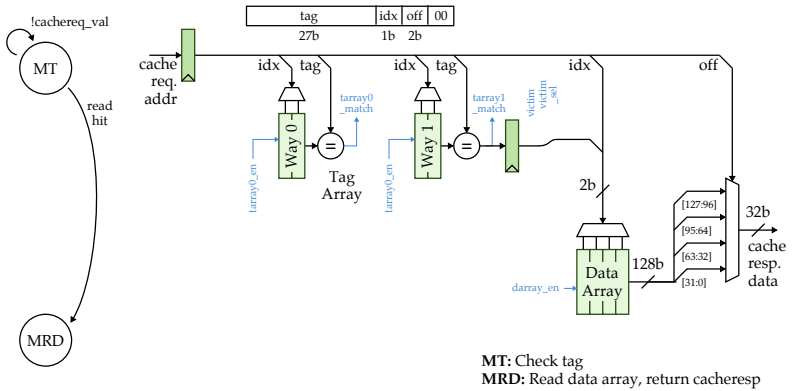 !cachereq_val
MT
read
hit
MRD
tag
idx
off
00
27b
1b
2b
cache
req.
addr
idx
tag
idx
tag
idx
off
tarray0
_match
tarray1
_match
victim
victim
_sel
tarray0_en
Way 0
=
tarray0_en
Way 1
=
Tag
Array
2b
[127:96]
[95:64]
[63:32]
[31:0]
32b
cache
resp.
data
128b
darray_en
Data
Array
MT: Check tag
MRD: Read data array, return cacheresp